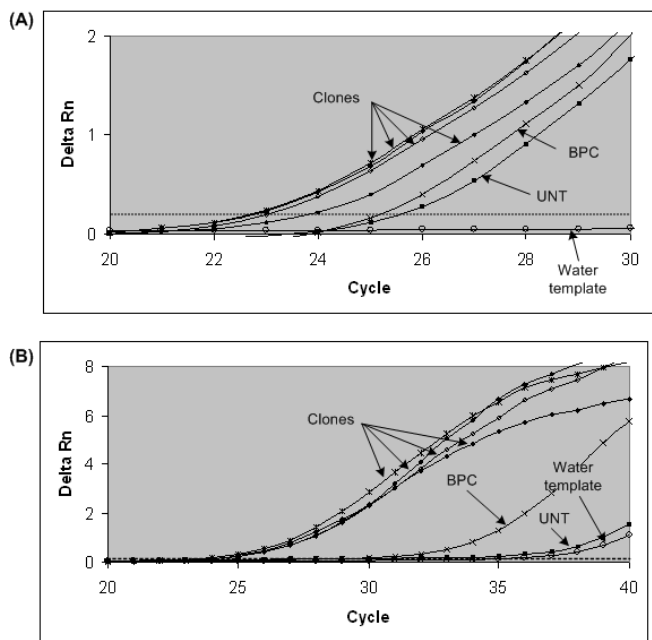 (A)
2
1
0
Delta Rn
Clones
BPC
UNT
Water
template
20
22
24
26
28
30
Cycle
(B)
8
6
4
2
0
Delta Rn
Clones
BPC
Water
template
UNT
20
25
30
35
40
Cycle